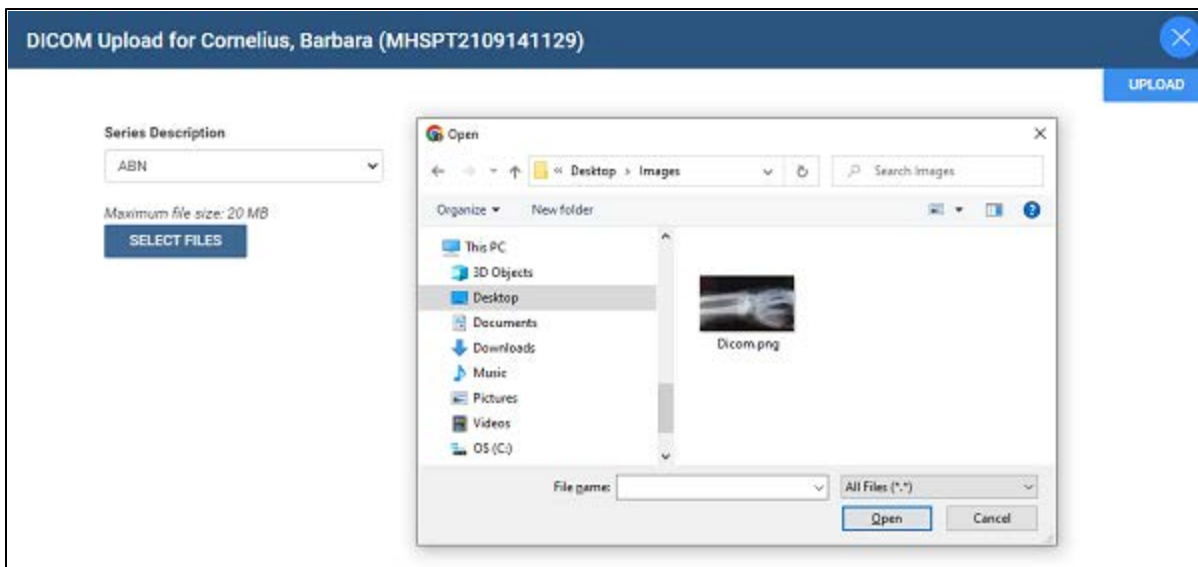 DICOM Upload for Cornelius, Barbara (MHSPT2109141129)
UPLOAD
Series Description
ABN
Maximum file size: 20 MB
SELECT FILES
Open
« Desktop › Images
Search Images
Organize
New folder
This PC
3D Objects
Desktop
Documents
Downloads
Music
Pictures
Videos
OS (C:)
Dicom.png
File name:
All Files (*.*)
Open
Cancel